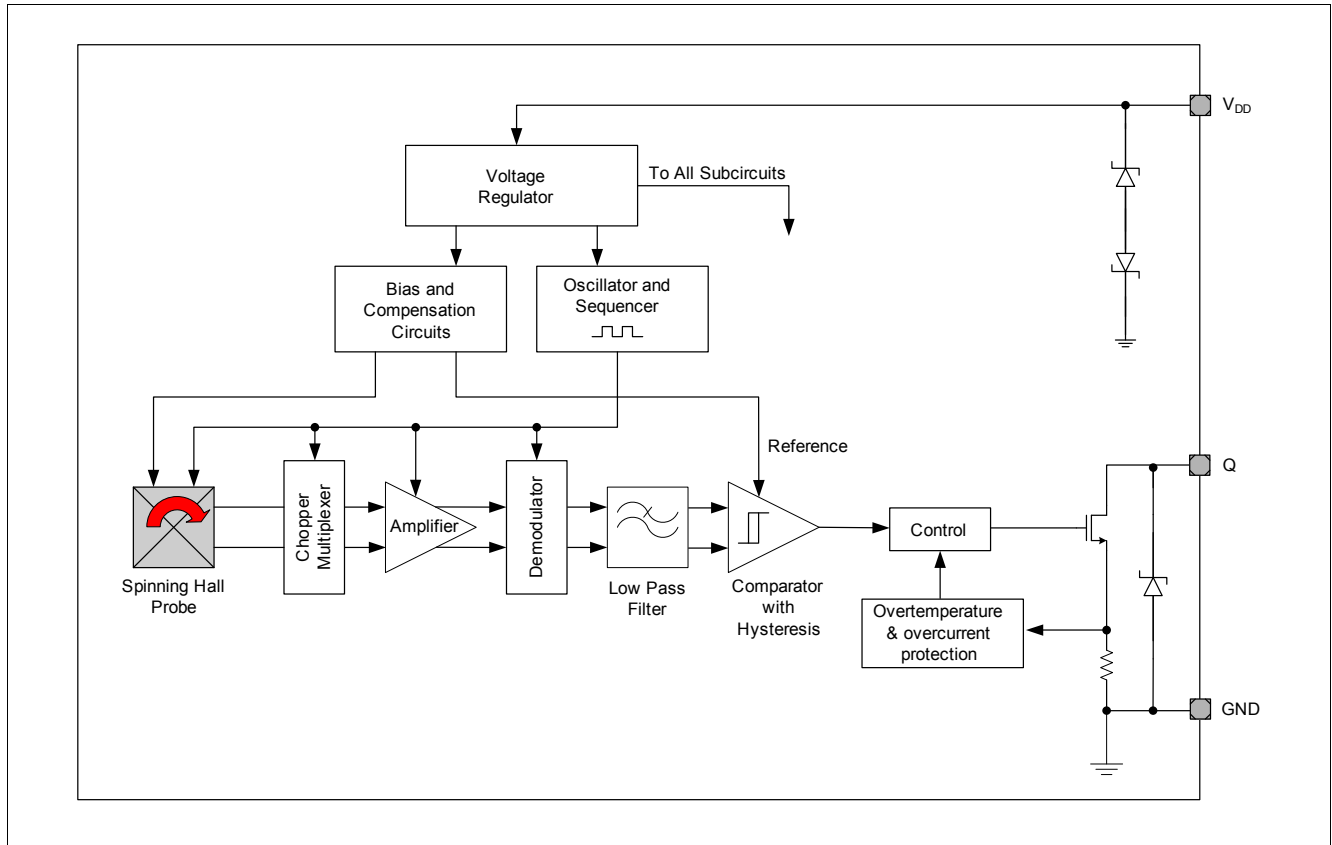 V_DD
Voltage
Regulator
To All Subcircuits
Bias and
Compensation
Circuits
Oscillator and
Sequencer
Reference
Q
Chopper
Multiplexer
Amplifier
Demodulator
Control
Spinning Hall
Probe
Low Pass
Filter
Comparator
with
Hysteresis
Overtemperature
& overcurrent
protection
GND